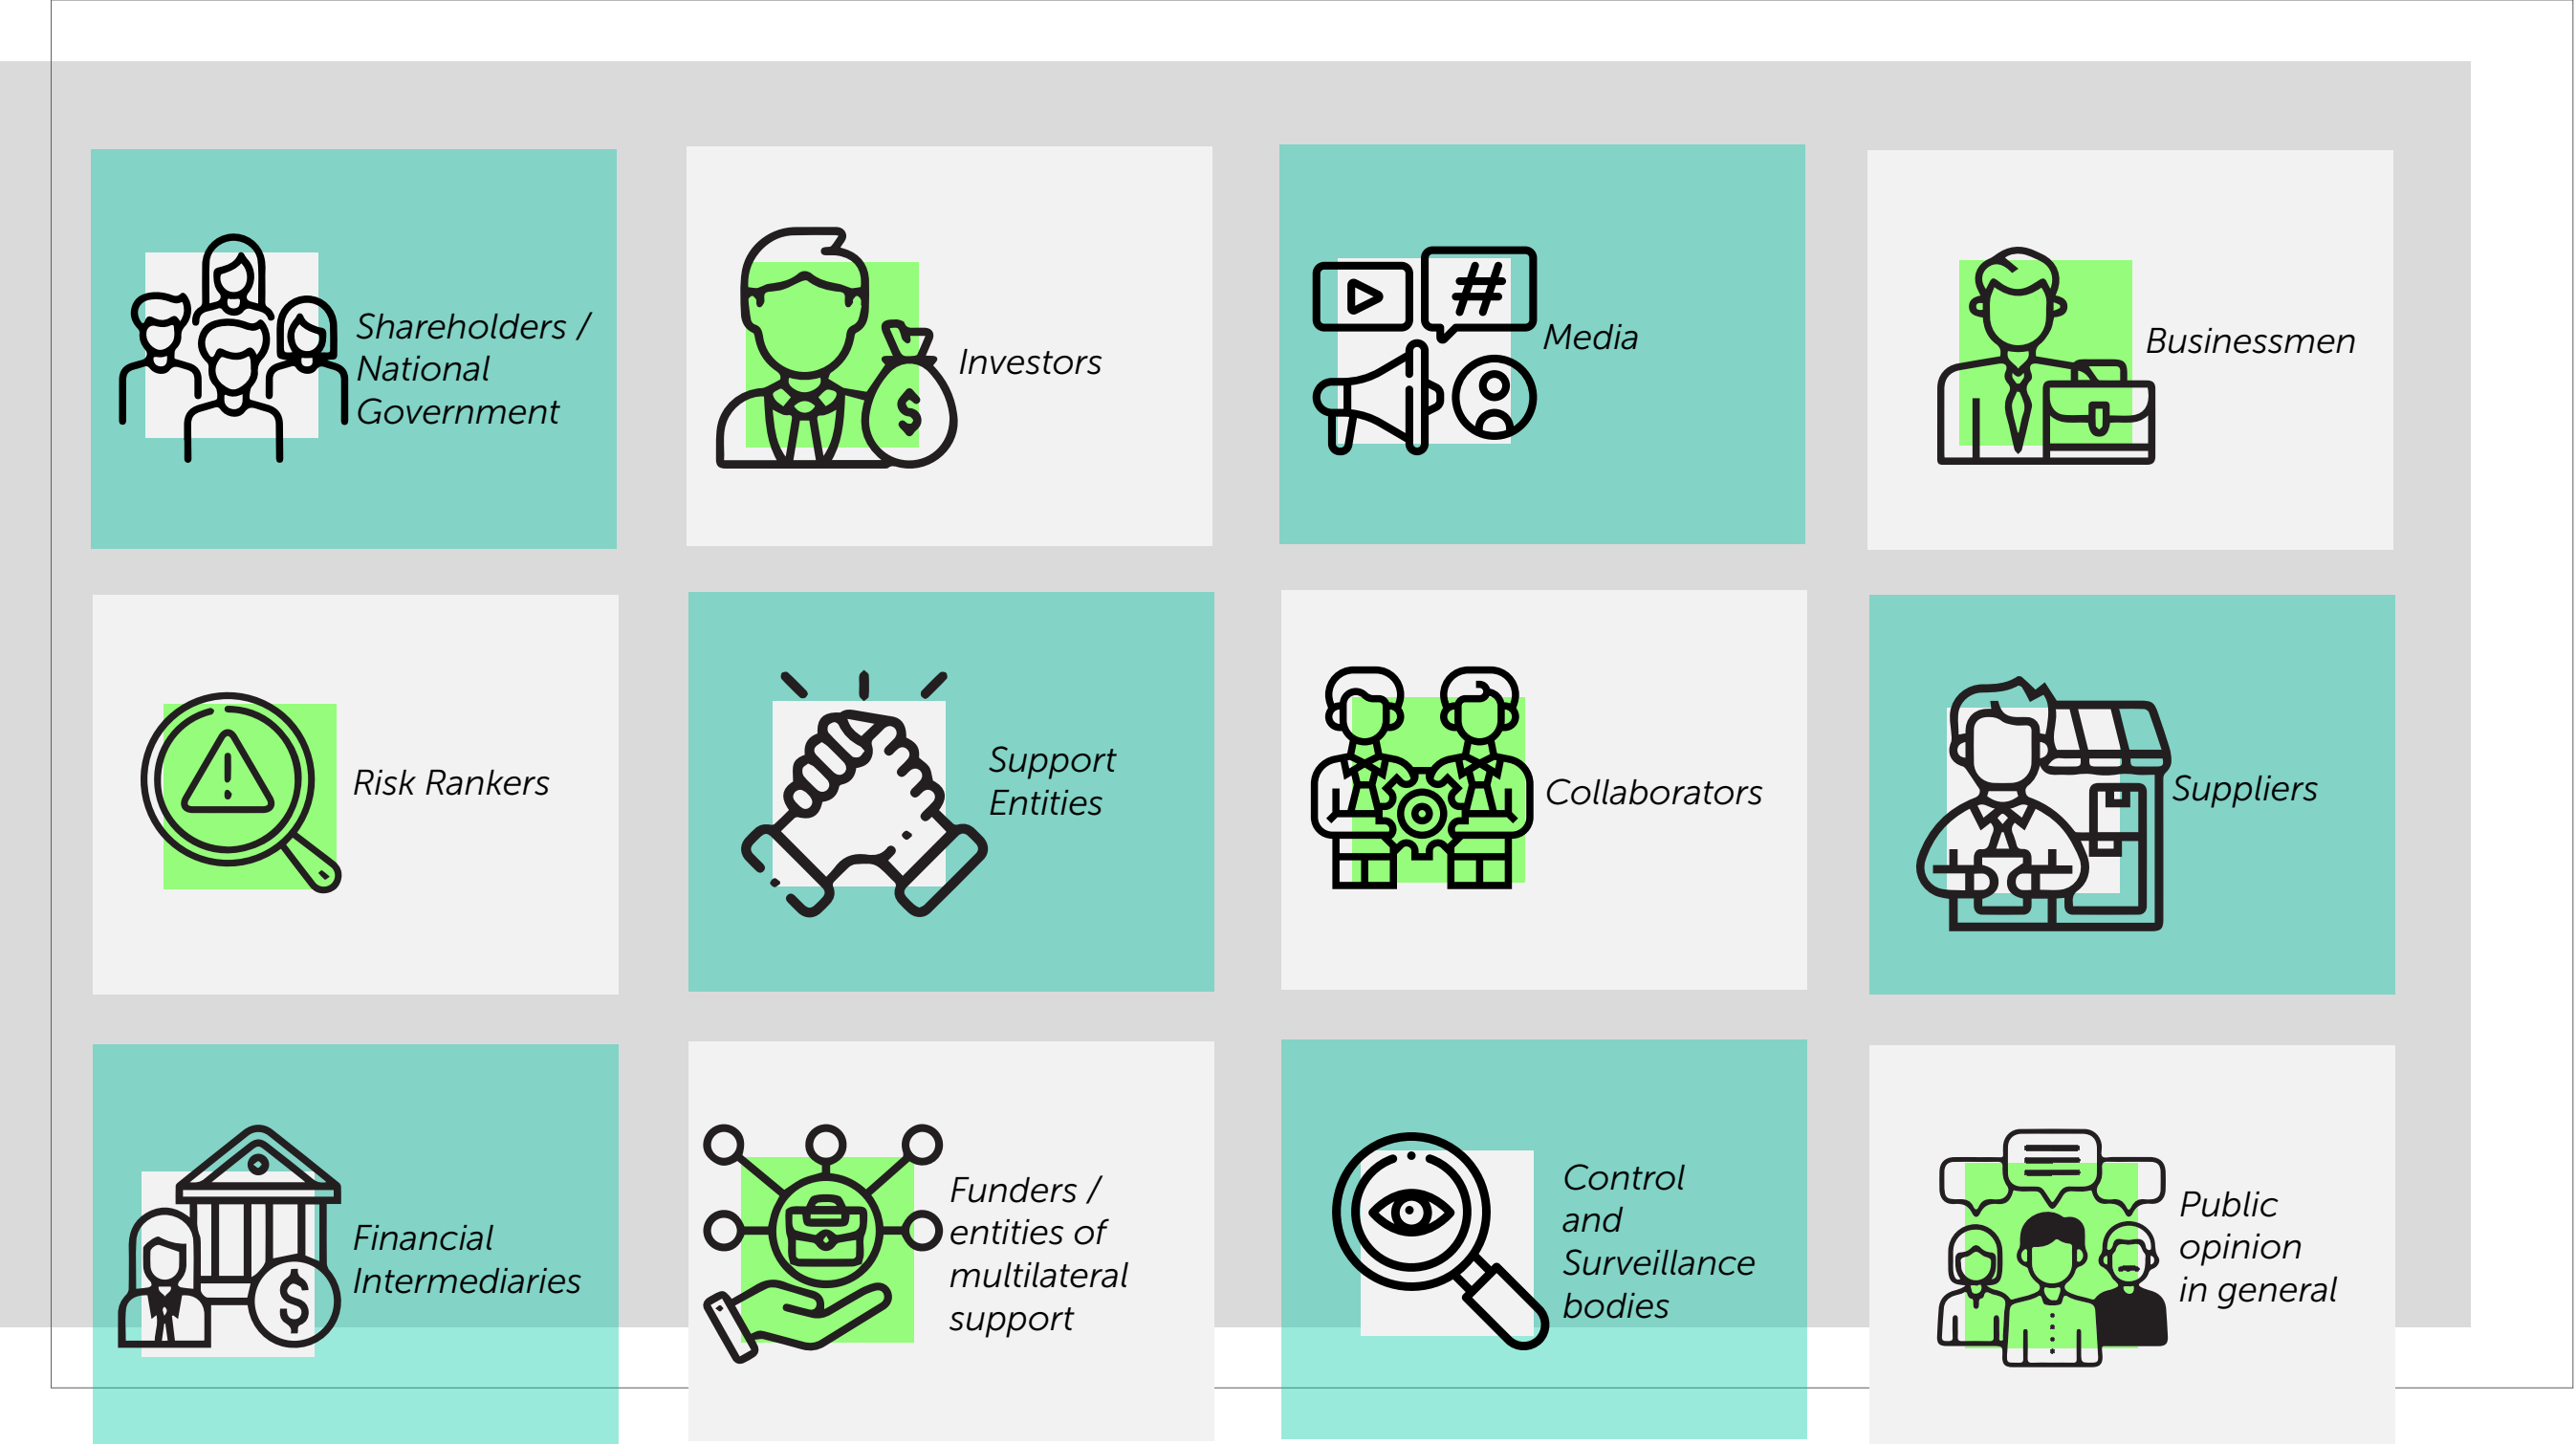 Shareholders /
National
Government
Investors
$
Media
#
Businessmen
Risk Rankers
!
Support
Entities
Collaborators
Suppliers
Financial
Intermediaries
$
Funders /
entities of
multilateral
support
Control
and
Surveillance
bodies
Public
opinion
in general